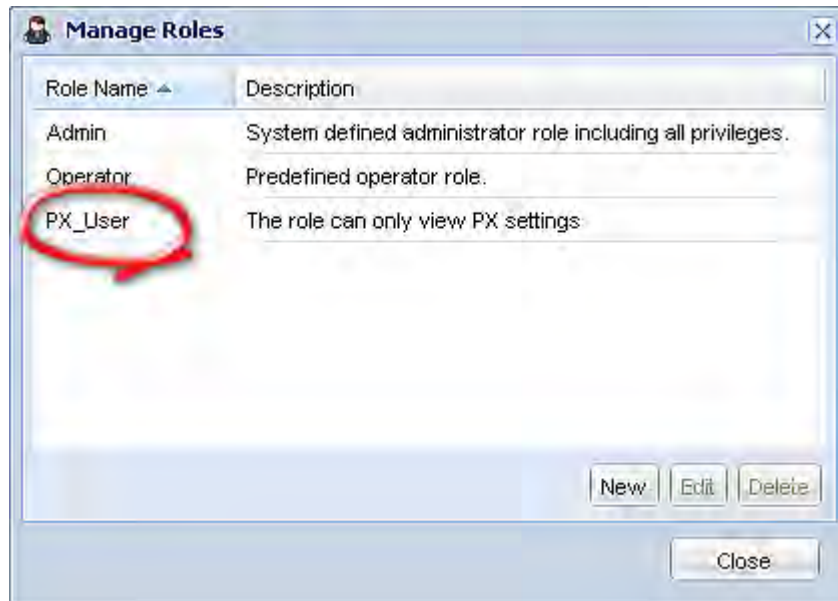 Manage Roles
Role Name Description
Admin System defined administrator role including all privileges.
Operator Predefined operator role.
PX_User The role can only view PX settings
New Edit Delete
Close